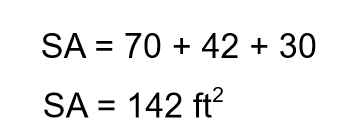 SA = 70 + 42 + 30
SA = 142 ft²